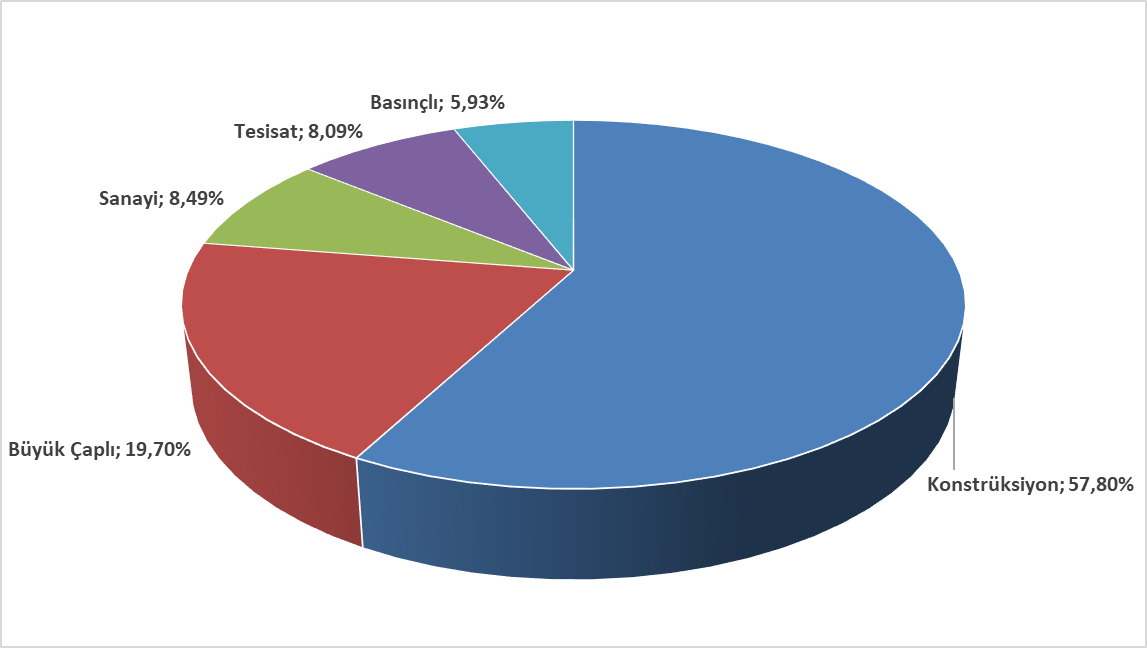 Basınçlı; 5,93%
Tesisat; 8,09%
Sanayi; 8,49%
Büyük Çaplı; 19,70%
Konstrüksiyon; 57,80%